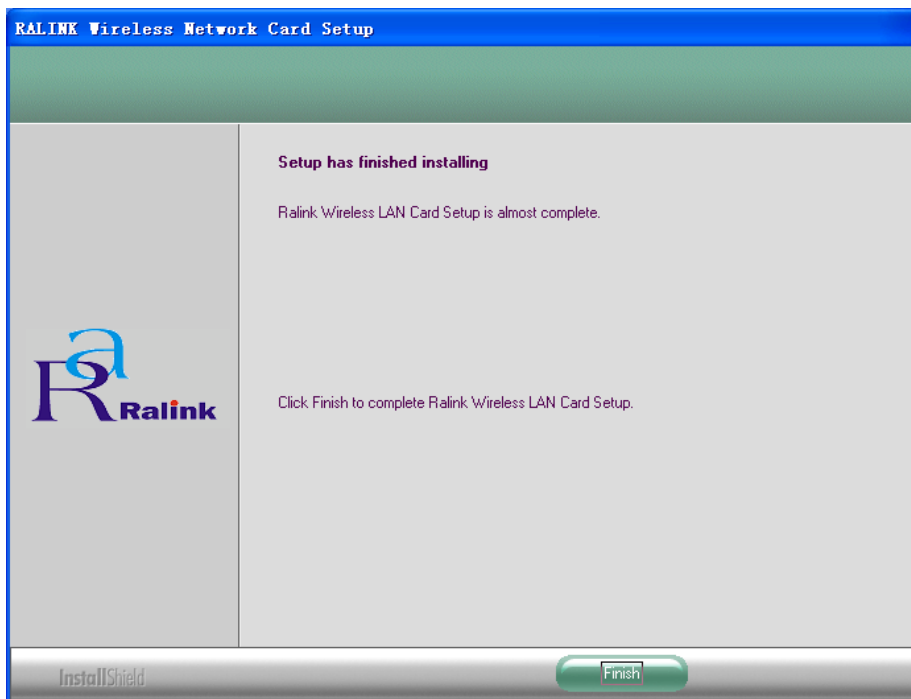 RALINK Wireless Network Card Setup
Setup has finished installing
Ralink Wireless LAN Card Setup is almost complete.
Ra
Ralink
Click Finish to complete Ralink Wireless LAN Card Setup.
InstallShield
Finish